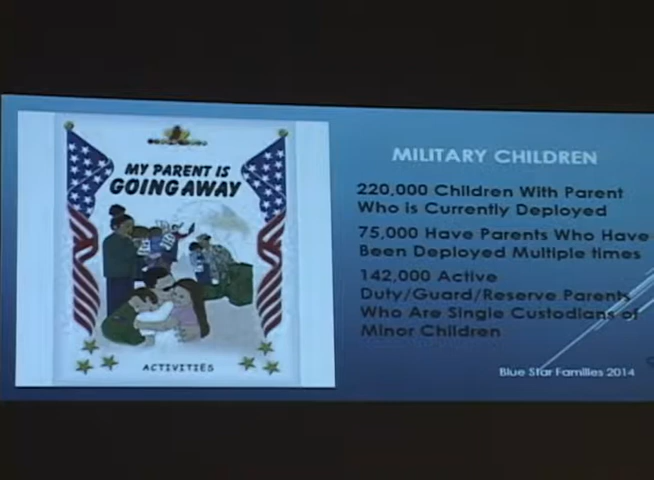 MY PARENT IS
GOING AWAY
ACTIVITIES
MILITARY CHILDREN
220,000 Children With Parent
Who is Currently Deployed
75,000 Have Parents Who Have
Been Deployed Multiple times
142,000 Active
Duty/Guard/Reserve Parents
Who Are Single Custodians of
Minor Children
Blue Star Families 2014